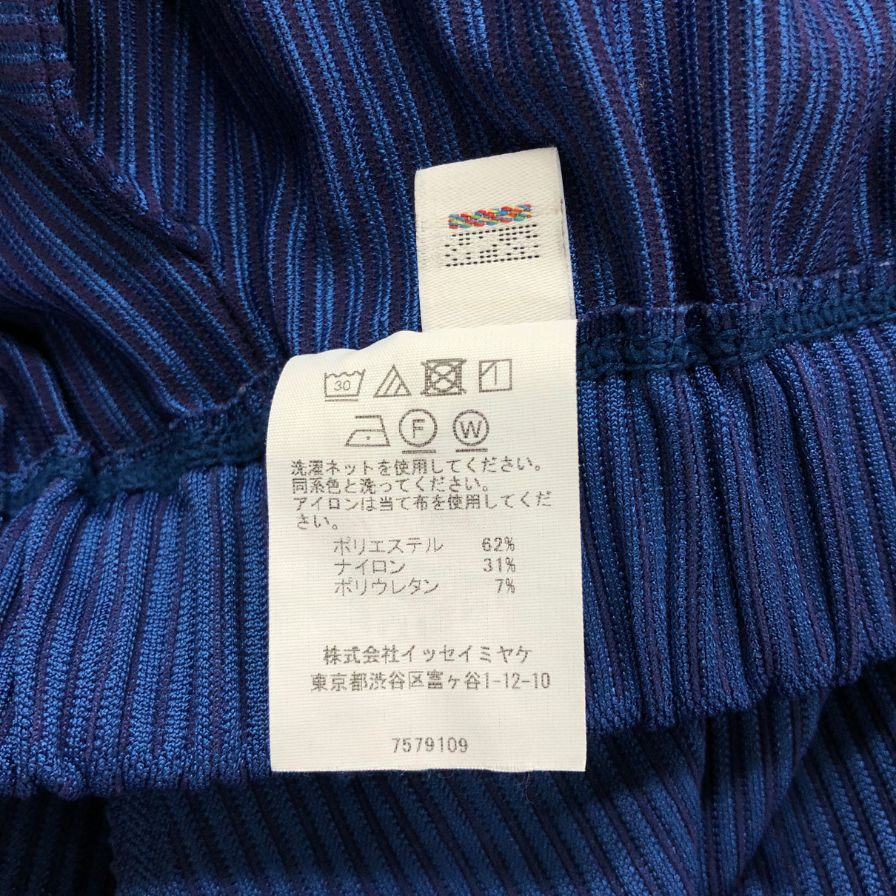 30
F W
洗濯ネットを使用してください。
同系色と洗ってください。
アイロンは当て布を使用してくだ
さい。
ポリエステル 62%
ナイロン 31%
ポリウレタン 7%
株式会社イッセイミヤケ
東京都渋谷区富ヶ谷1-12-10
7579109